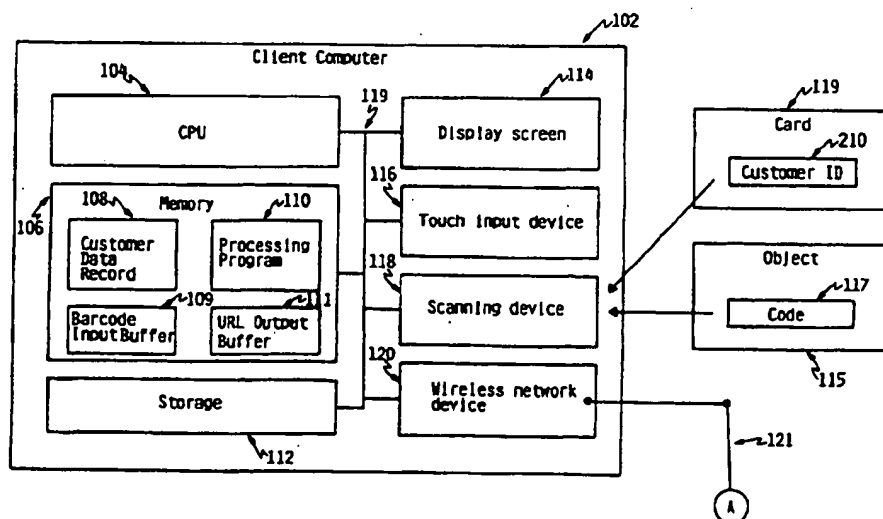 102
Client Computer
104
CPU
119
114
Display screen
119
Card
210
Customer ID
106
Memory
108
Customer
Data
Record
110
Processing
Program
109
Barcode
InputBuffer
111
URL Output
Buffer
116
Touch input device
118
Scanning device
Object
117
Code
115
120
Wireless network
device
Storage
112
121
A